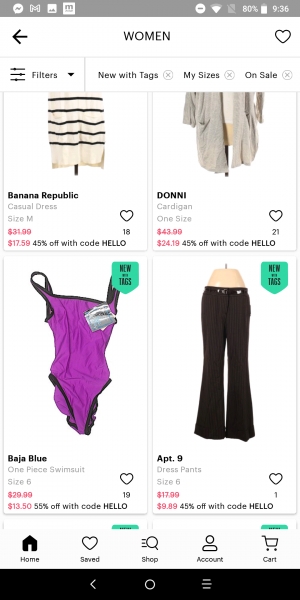 80% 9:36
WOMEN
Filters
New with Tags
My Sizes
On Sale
Banana Republic
Casual Dress
Size M
$31.99 18
$17.59 45% off with code HELLO
DONNI
Cardigan
One Size
$43.99 21
$24.19 45% off with code HELLO
NEW
WITH
TAGS
Baja Blue
One Piece Swimsuit
Size 6
$29.99 19
$13.50 55% off with code HELLO
NEW
WITH
TAGS
Apt. 9
Dress Pants
Size 6
$17.99 1
$9.89 45% off with code HELLO
NEW
NEW
Home
Saved
Shop
Account
Cart